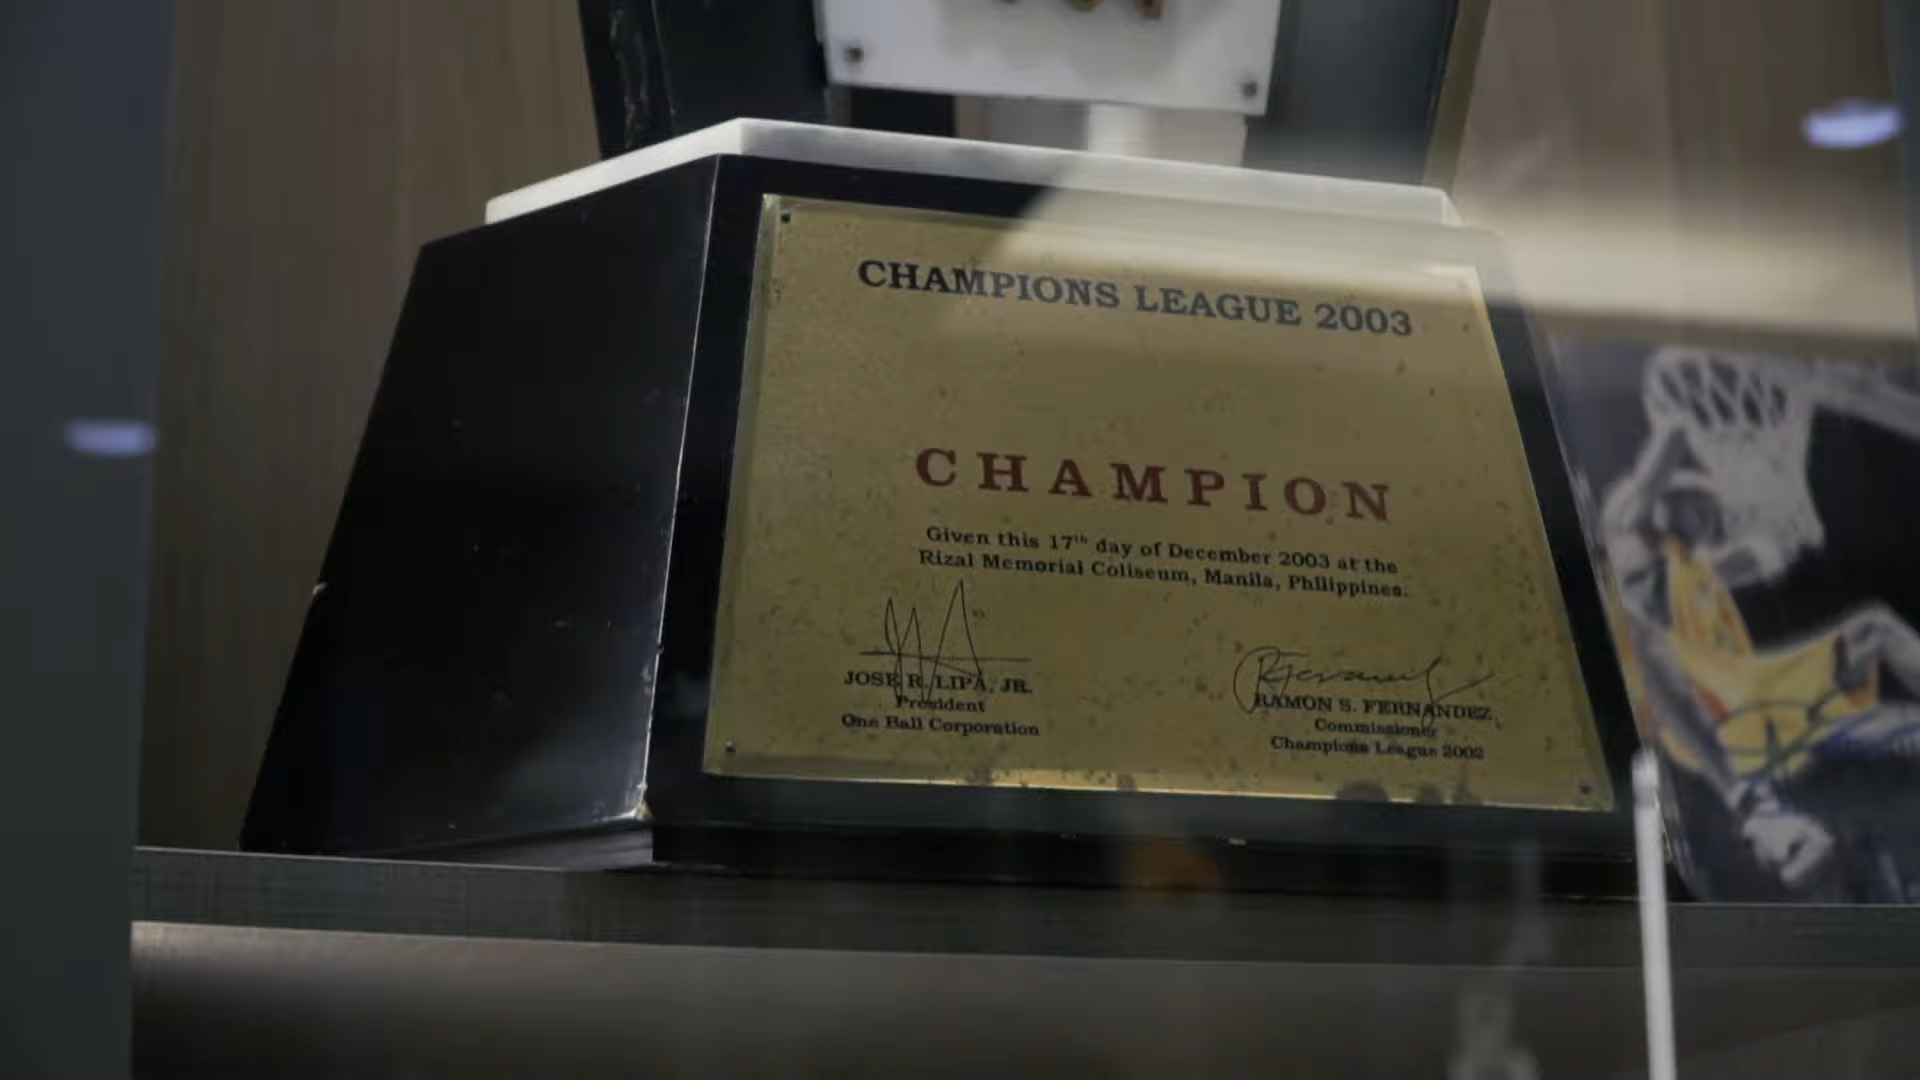 CHAMPIONS LEAGUE 2003
CHAMPION
Given this 17th day of December 2003 at the
Rizal Memorial Coliseum, Manila, Philippines.
JOSE R. LIPA, JR.
President
One Ball Corporation
RAMON S. FERNANDEZ
Commissioner
Champions League 2002